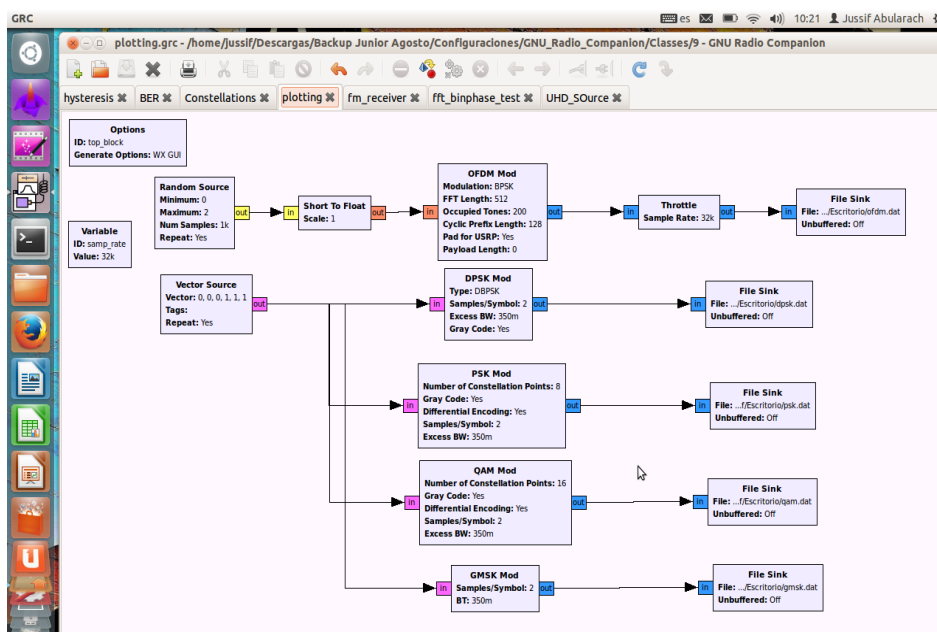 GRC
es
10:21
Jussif Abularach
plotting.grc - /home/jussif/Descargas/Backup Junior Agosto/Configuraciones/GNU_Radio_Companion/Classes/9 - GNU Radio Companion
hysteresis
BER
Constellations
plotting
fm_receiver
fft_binphase_test
UHD_SOurce
Options
ID: top_block
Generate Options: WX GUI
Variable
ID: samp_rate
Value: 32k
Random Source
Minimum: 0
Maximum: 2
Num Samples: 1k
Repeat: Yes
out
in
Short To Float
Scale: 1
out
in
OFDM Mod
Modulation: BPSK
FFT Length: 512
Occupied Tones: 200
Cyclic Prefix Length: 128
Pad for USRP: Yes
Payload Length: 0
out
in
Throttle
Sample Rate: 32k
out
in
File Sink
File: .../Escritorio/ofdm.dat
Unbuffered: Off
Vector Source
Vector: 0, 0, 0, 1, 1, 1
Tags:
Repeat: Yes
out
in
DPSK Mod
Type: DBPSK
Samples/Symbol: 2
Excess BW: 350m
Gray Code: Yes
out
in
File Sink
File: .../Escritorio/dpsk.dat
Unbuffered: Off
in
PSK Mod
Number of Constellation Points: 8
Gray Code: Yes
Differential Encoding: Yes
Samples/Symbol: 2
Excess BW: 350m
out
in
File Sink
File: ...f/Escritorio/psk.dat
Unbuffered: Off
in
QAM Mod
Number of Constellation Points: 16
Gray Code: Yes
Differential Encoding: Yes
Samples/Symbol: 2
Excess BW: 350m
out
in
File Sink
File: ...f/Escritorio/qam.dat
Unbuffered: Off
in
GMSK Mod
Samples/Symbol: 2
BT: 350m
out
in
File Sink
File: .../Escritorio/gmsk.dat
Unbuffered: Off